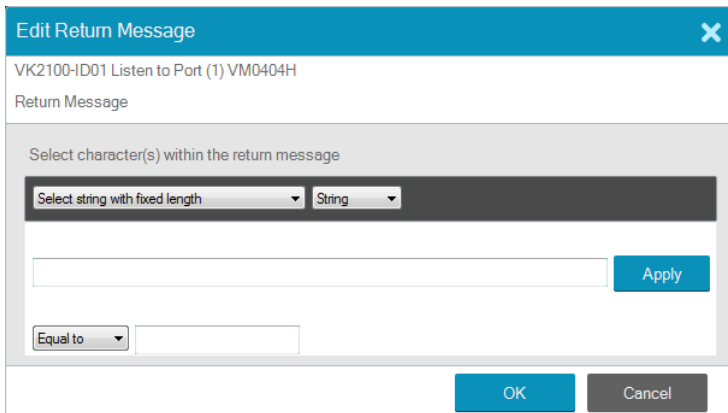 Edit Return Message
VK2100-ID01 Listen to Port (1) VM0404H
Return Message
Select character(s) within the return message
Select string with fixed length String
Apply
Equal to
OK Cancel